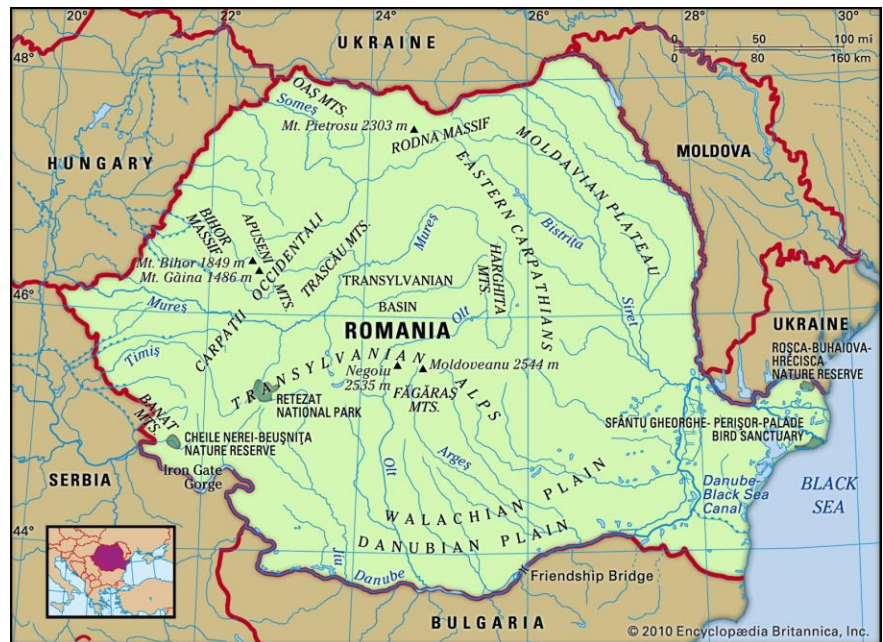 22°
24°
26°
28°
30°
0 50 100 mi
0 80 160 km
48°
48°
UKRAINE
OAS MTS.
Someş
Mt. Pietrosu 2303 m
RODNA MASSIF
HUNGARY
MOLDOVA
EASTERN CARPATHIANS
MOLDAVIAN PLATEAU
BIHOR
MASSIF
APUSENI
MTS.
CARPAȚII OCCIDENTALI
TRASCĂU MTS.
Mureş
Bistriţa
Mt. Bihor 1849 m
Mt. Găina 1486 m
TRANSYLVANIAN
BASIN
HARGHITA
MTS.
46°
46°
Mureş
Siret
ROMANIA
Olt
UKRAINE
ROŞCA-BUHAIOVA-
HRECISCA
NATURE RESERVE
Timiş
TRANSYLVANIAN ALPS
Negoiu
2535 m
Moldoveanu 2544 m
FĂGĂRAŞ
MTS.
RETEZAT
NATIONAL PARK
BANAT
MTS.
CHEILE NEREI-BEUŞNIŢA
NATURE RESERVE
SFÂNTU GHEORGHE- PERIŞOR-PALADE
BIRD SANCTUARY
SERBIA
Iron Gate
Gorge
Olt
Argeş
Danube-
Black Sea
Canal
BLACK
SEA
WALACHIAN PLAIN
DANUBIAN PLAIN
44°
44°
Jiu
Danube
Friendship Bridge
BULGARIA
© 2010 Encyclopædia Britannica, Inc.